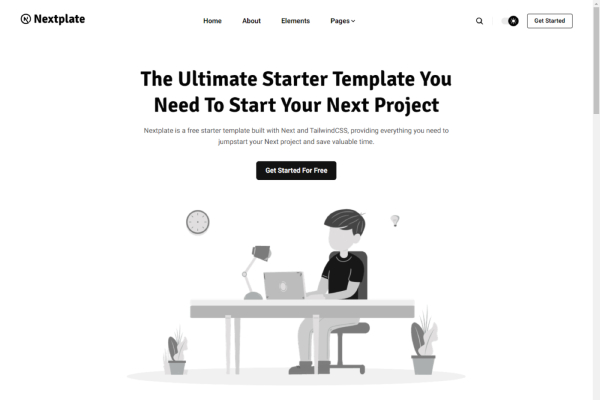 Nextplate
Home About Elements Pages
Get Started
The Ultimate Starter Template You
Need To Start Your Next Project
Nextplate is a free starter template built with Next and TailwindCSS, providing everything you need to
jumpstart your Next project and save valuable time.
Get Started For Free